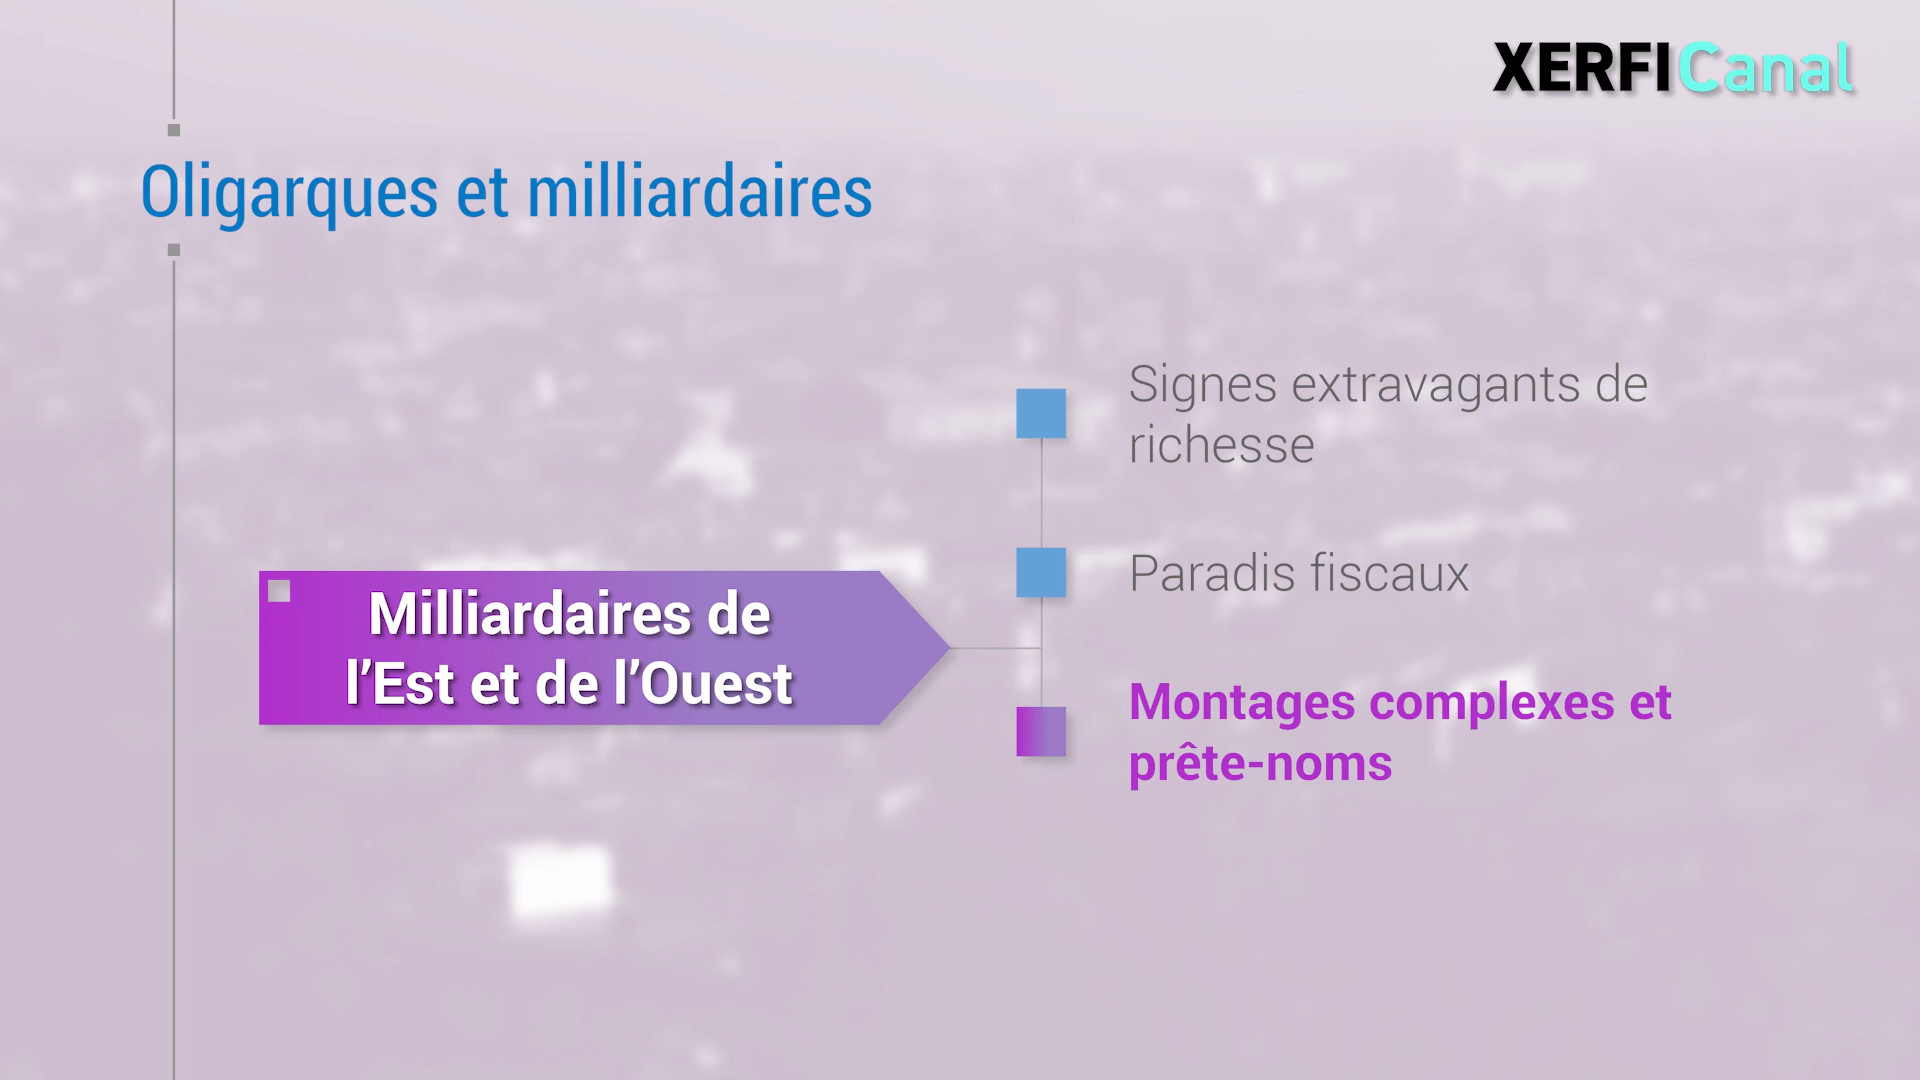 XERFI Canal
Oligarques et milliardaires
Signes extravagants de
richesse
Paradis fiscaux
Milliardaires de
l’Est et de l’Ouest
Montages complexes et
prête-noms